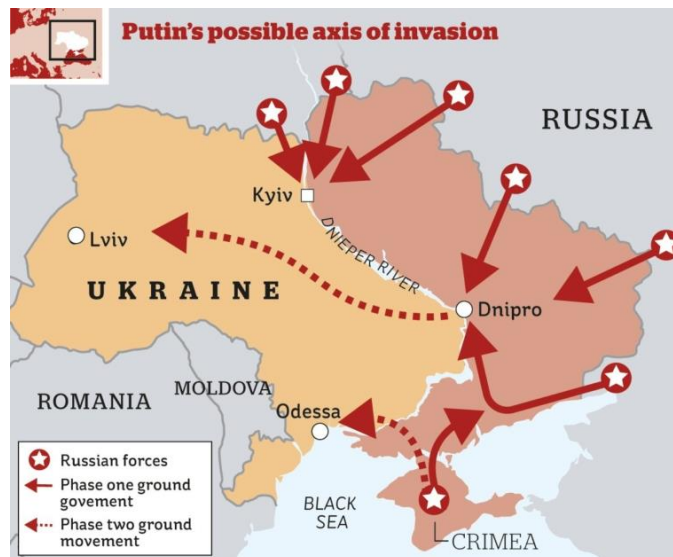 Putin's possible axis of invasion
RUSSIA
Kyiv
DNIEPER RIVER
Lviv
UKRAINE
Dnipro
MOLDOVA
ROMANIA
Odessa
Russian forces
Phase one ground
govement
Phase two ground
movement
BLACK
SEA
CRIMEA